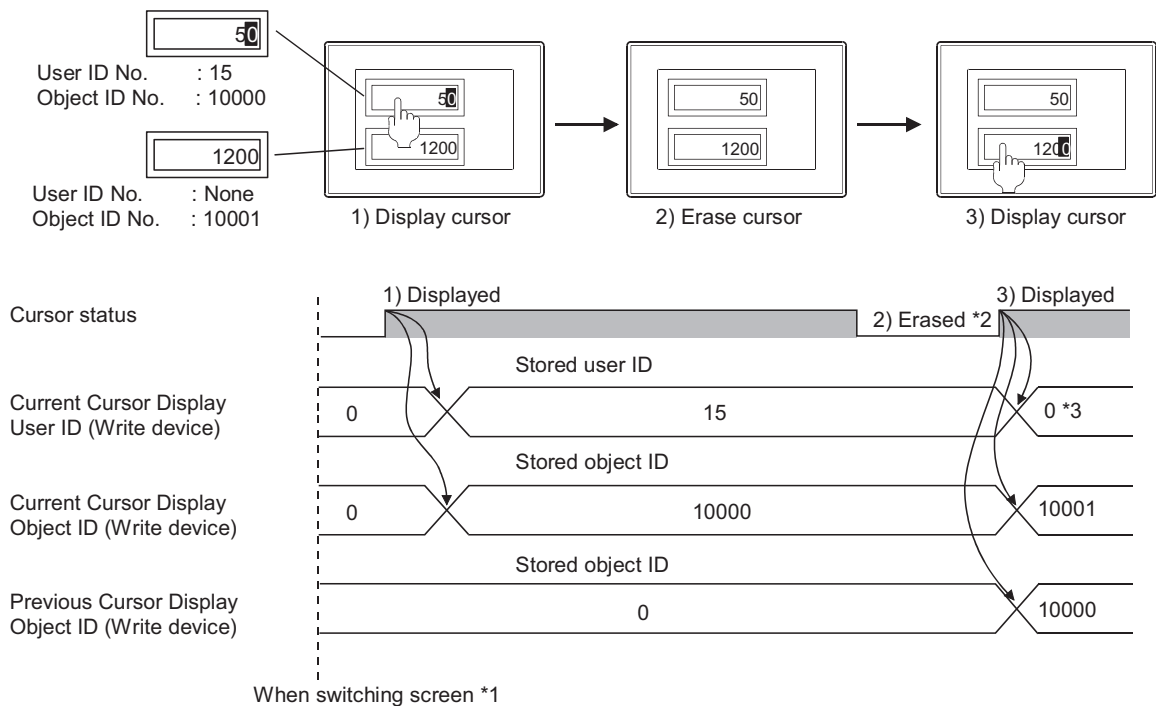 50
User ID No. : 15
Object ID No. : 10000
1200
User ID No. : None
Object ID No. : 10001
50
1200
1) Display cursor
50
1200
2) Erase cursor
50
1200
3) Display cursor
Cursor status
1) Displayed
2) Erased *2
3) Displayed
Stored user ID
Current Cursor Display
User ID (Write device)
0
15
0 *3
Stored object ID
Current Cursor Display
Object ID (Write device)
0
10000
10001
Stored object ID
Previous Cursor Display
Object ID (Write device)
0
10000
When switching screen *1